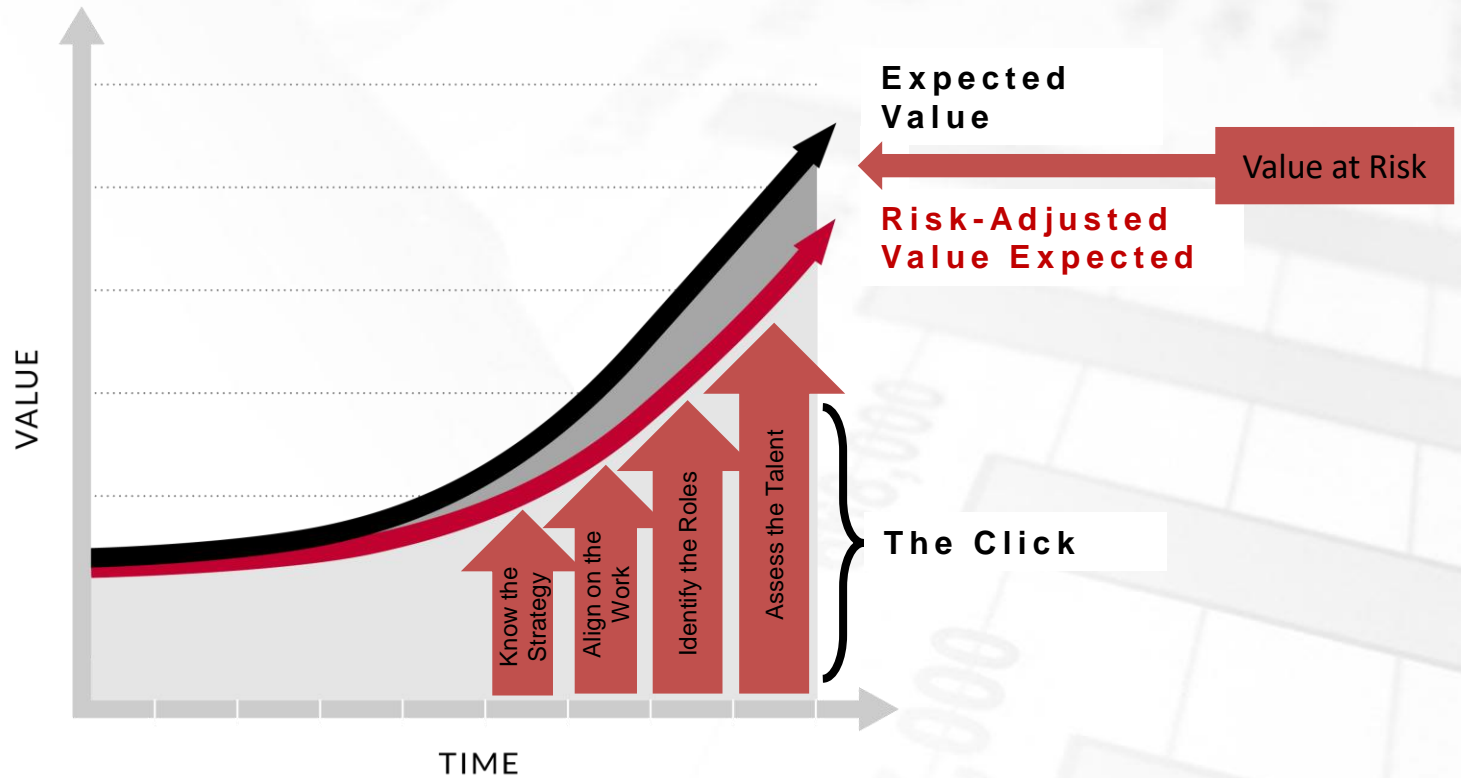 Expected
Value
Value at Risk
Risk-Adjusted
Value Expected
VALUE
Know the
Strategy
Align on the
Work
Identify the Roles
Assess the Talent
The Click
TIME